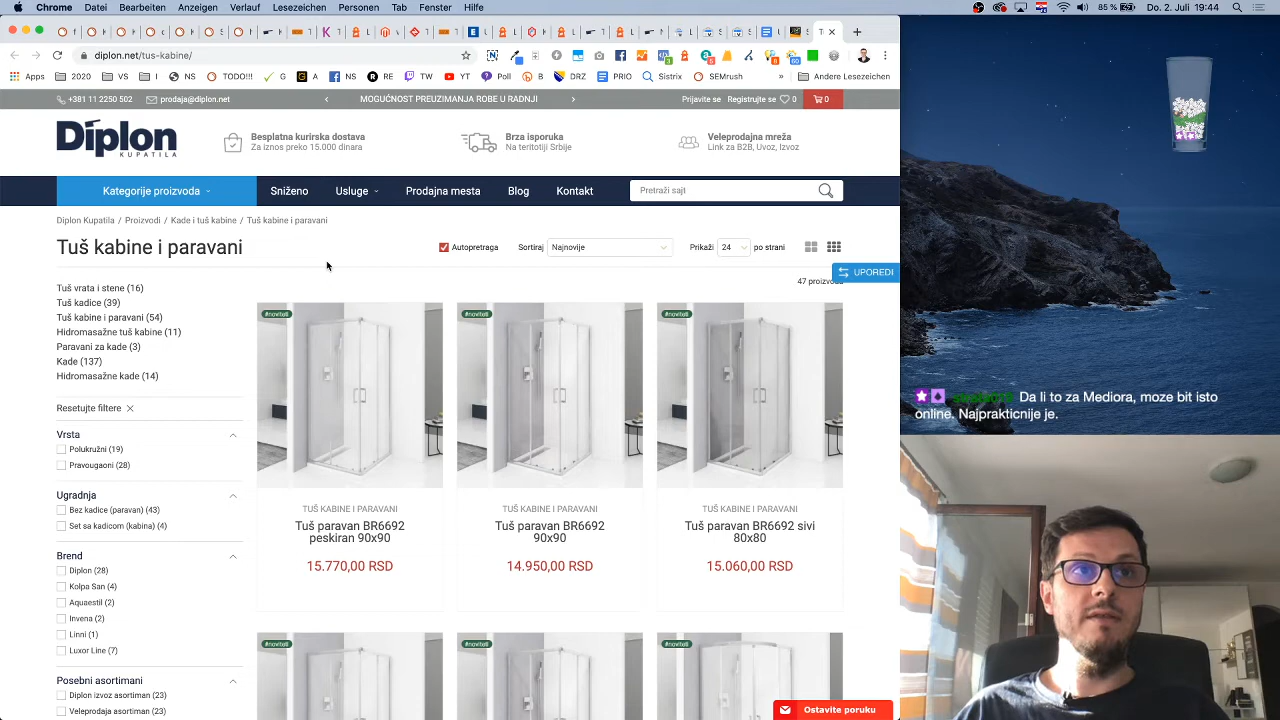 Chrome Ablage Bearbeiten Anzeigen Verlauf Lesezeichen Personen Tab Fenster Hilfe
85 % Do. 2. Juli 19:44
diplon.net/tus-kabine/
Apps 2020 VS I NS TODO!!! G A NS RE TW YT Poll B DRZ PRIO Sistrix SEMrush » Andere Lesezeichen
+381 11 2250 502 prodaja@diplon.net ‹ MOGUĆNOST PREUZIMANJA ROBE U RADNJI › Prijavite se Registrujte se 0 0
Diplon
KUPATILA
Besplatna kurirska dostava
Za iznos preko 15.000 dinara
Brza isporuka
Na teritotiji Srbije
Veleprodajna mreža
Link za B2B, Uvoz, Izvoz
Kategorije proizvoda Sniženo Usluge Prodajna mesta Blog Kontakt Pretraži sajt
Diplon Kupatila / Proizvodi / Kade i tuš kabine / Tuš kabine i paravani
Tuš kabine i paravani
Autopretraga Sortiraj Najnovije Prikaži 24 po strani
UPOREDI
47 proizvoda
Tuš vrata i stene (16)
Tuš kadice (39)
Tuš kabine i paravani (54)
Hidromasažne tuš kabine (11)
Paravani za kade (3)
Kade (137)
Hidromasažne kade (14)
Resetujte filtere
Vrsta
Polukružni (19)
Pravougaoni (28)
Ugradnja
Bez kadice (paravan) (43)
Set sa kadicom (kabina) (4)
Brend
Diplon (28)
Kolpa San (4)
Aquaestil (2)
Invena (2)
Linni (1)
Luxor Line (7)
Posebni asortimani
Diplon izvoz asortiman (23)
Veleprodaja asortiman (23)
#noviteti
TUŠ KABINE I PARAVANI
Tuš paravan BR6692
peskiran 90x90
15.770,00 RSD
#noviteti
TUŠ KABINE I PARAVANI
Tuš paravan BR6692
90x90
14.950,00 RSD
#noviteti
TUŠ KABINE I PARAVANI
Tuš paravan BR6692 sivi
80x80
15.060,00 RSD
#noviteti
#noviteti
#noviteti
Ostavite poruku
Da li to za Mediora, moze bit isto
online. Najprakticnije je.